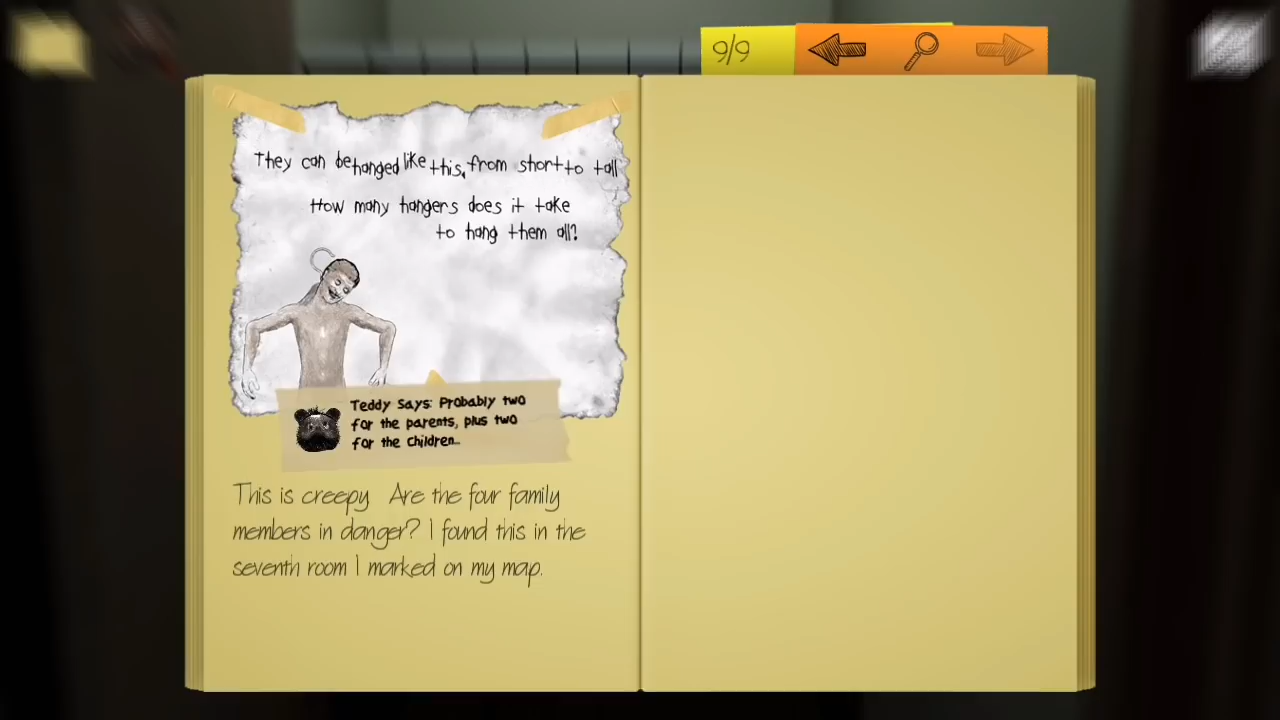 9/9
They can be hanged like this, from short to tall
How many hangers does it take
to hang them all?
Teddy Says: Probably two
for the parents, plus two
for the children...
This is creepy Are the four family
members in danger? I found this in the
seventh room I marked on my map.